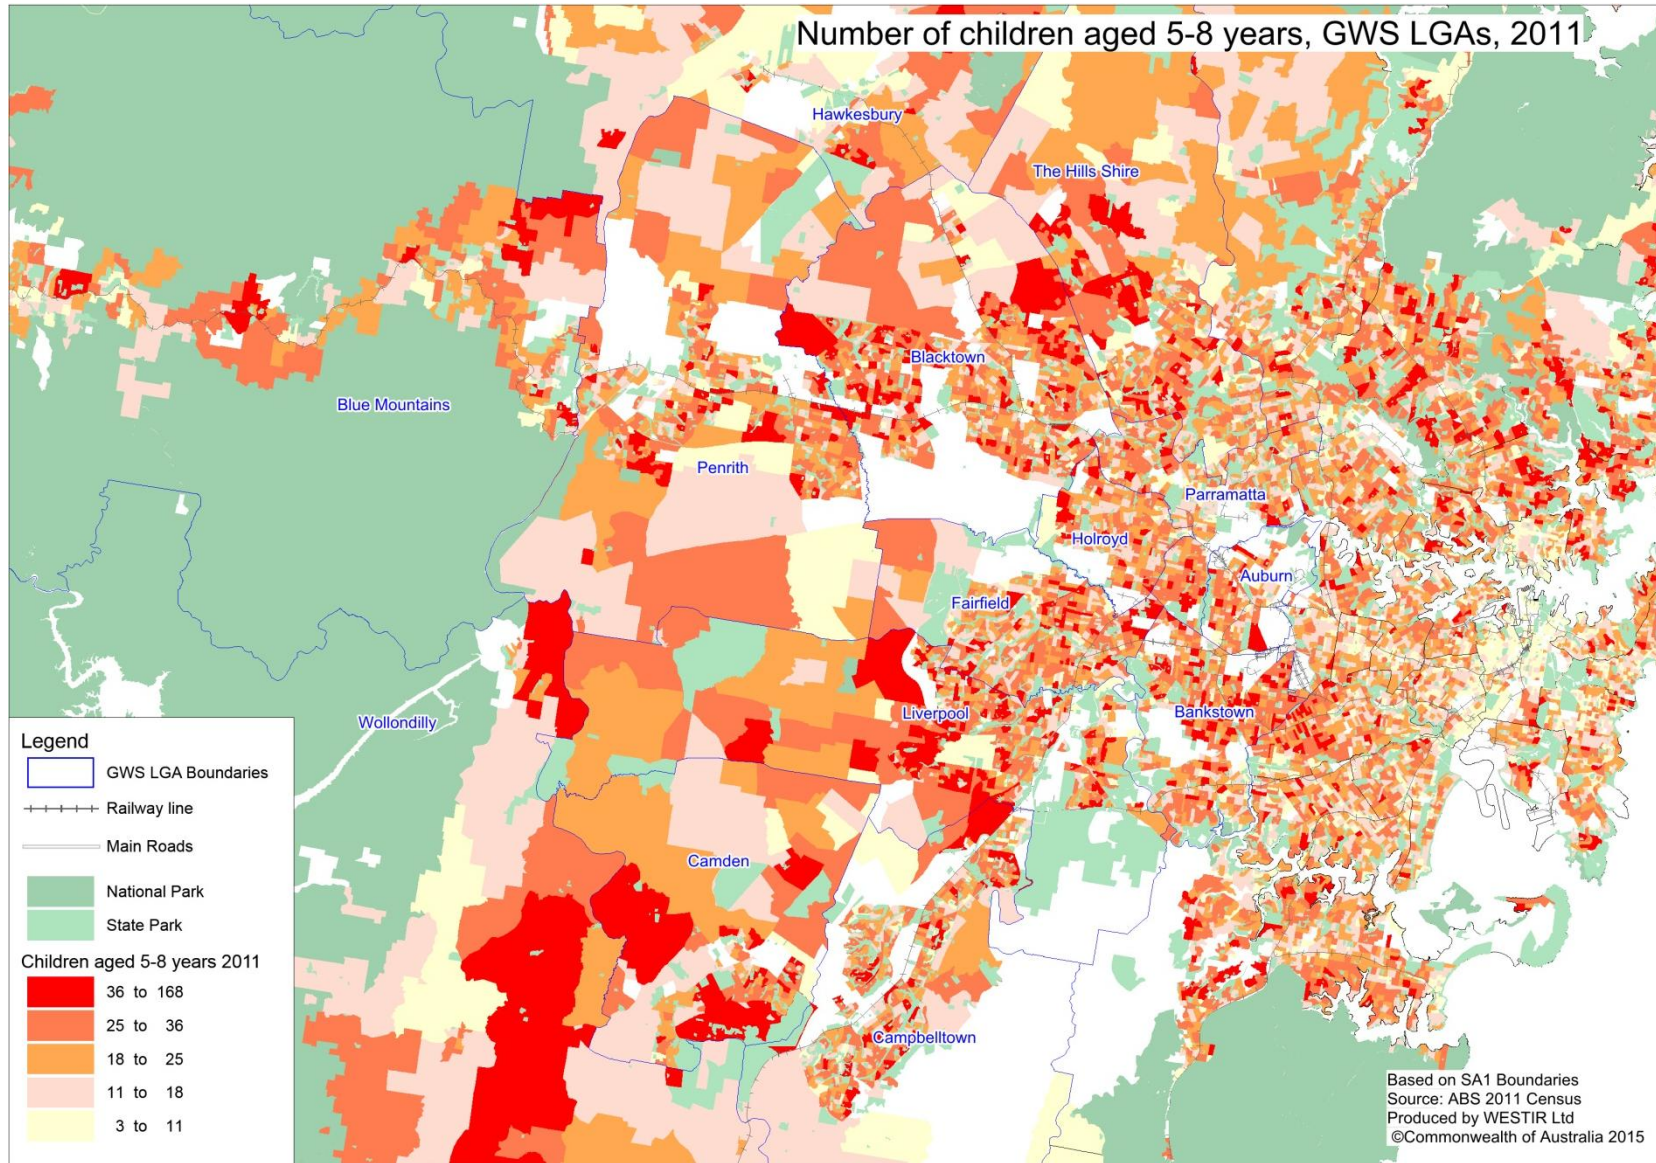 Number of children aged 5-8 years, GWS LGAs, 2011
Hawkesbury
The Hills Shire
Blacktown
Blue Mountains
Penrith
Parramatta
Holroyd
Auburn
Fairfield
Liverpool
Bankstown
Wollondilly
Camden
Campbelltown
Legend
GWS LGA Boundaries
Railway line
Main Roads
National Park
State Park
Children aged 5-8 years 2011
36 to 168
25 to 36
18 to 25
11 to 18
3 to 11
Based on SA1 Boundaries
Source: ABS 2011 Census
Produced by WESTIR Ltd
©Commonwealth of Australia 2015